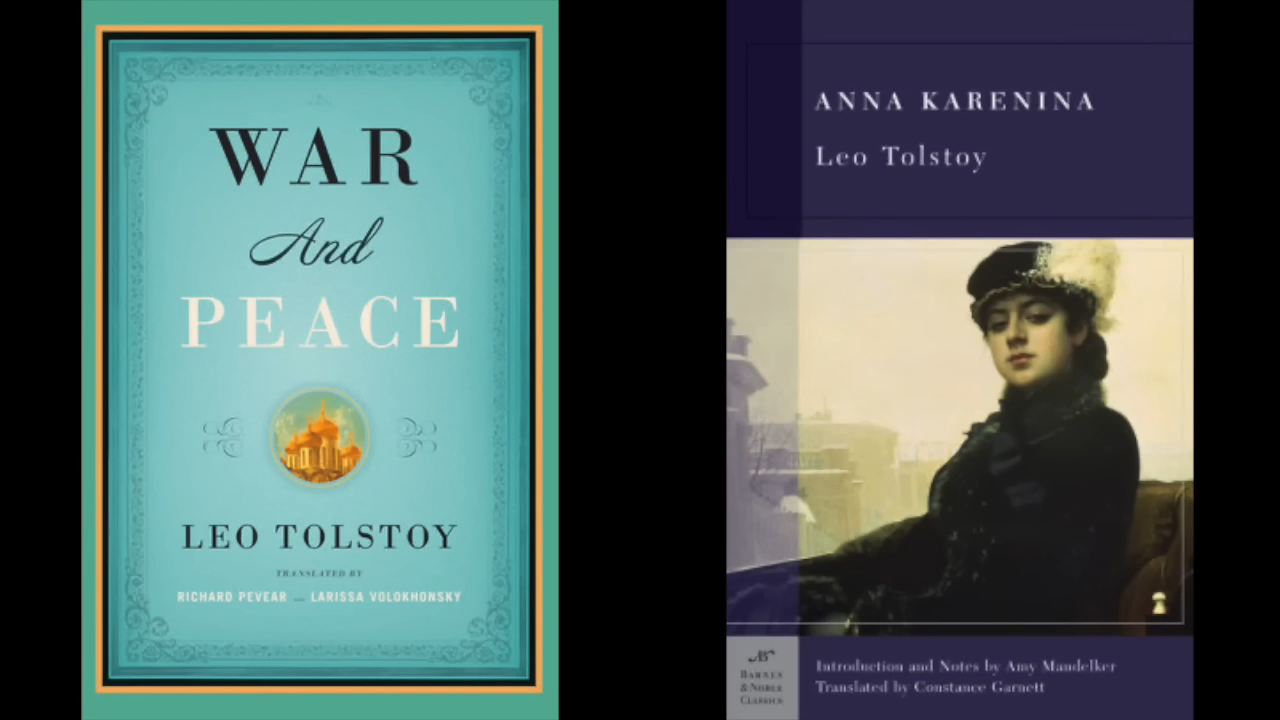 WAR
And
PEACE
LEO TOLSTOY
TRANSLATED BY
RICHARD PEVEAR AND LARISSA VOLOKHONSKY
ANNA KARENINA
Leo Tolstoy
BARNES
& NOBLE
CLASSICS
Introduction and Notes by Amy Mandelker
Translated by Constance Garnett